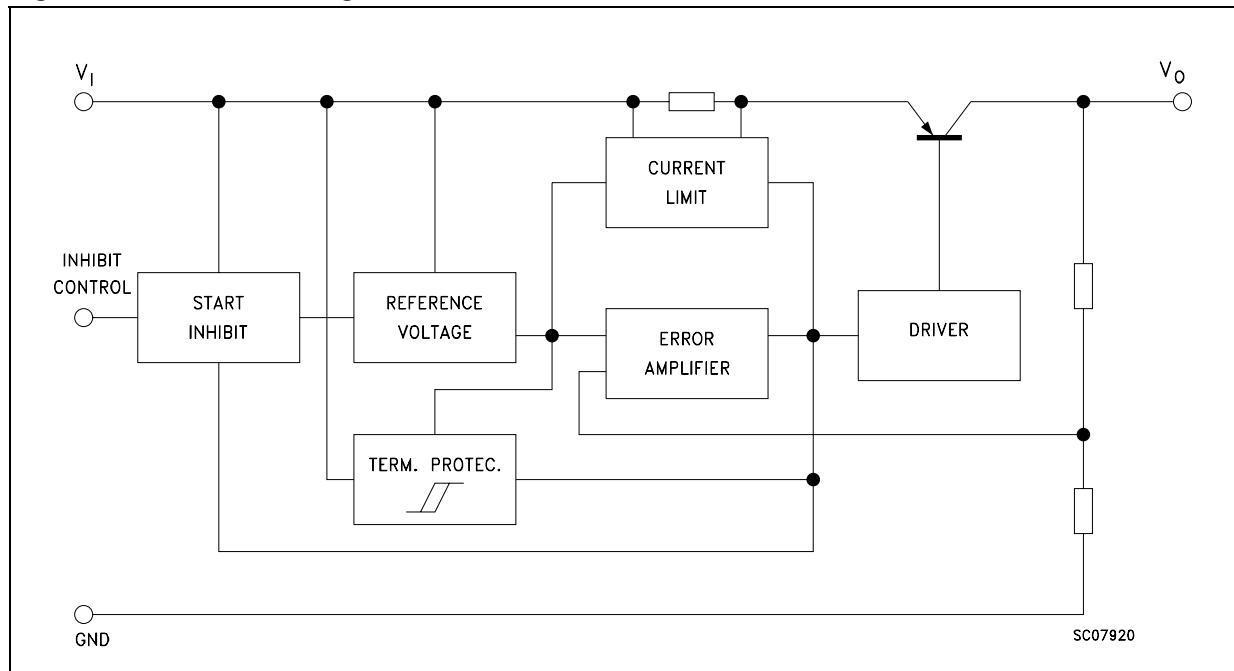 V_I
V_O
CURRENT
LIMIT
INHIBIT
CONTROL
START
INHIBIT
REFERENCE
VOLTAGE
ERROR
AMPLIFIER
DRIVER
TERM. PROTEC.
GND
SC07920